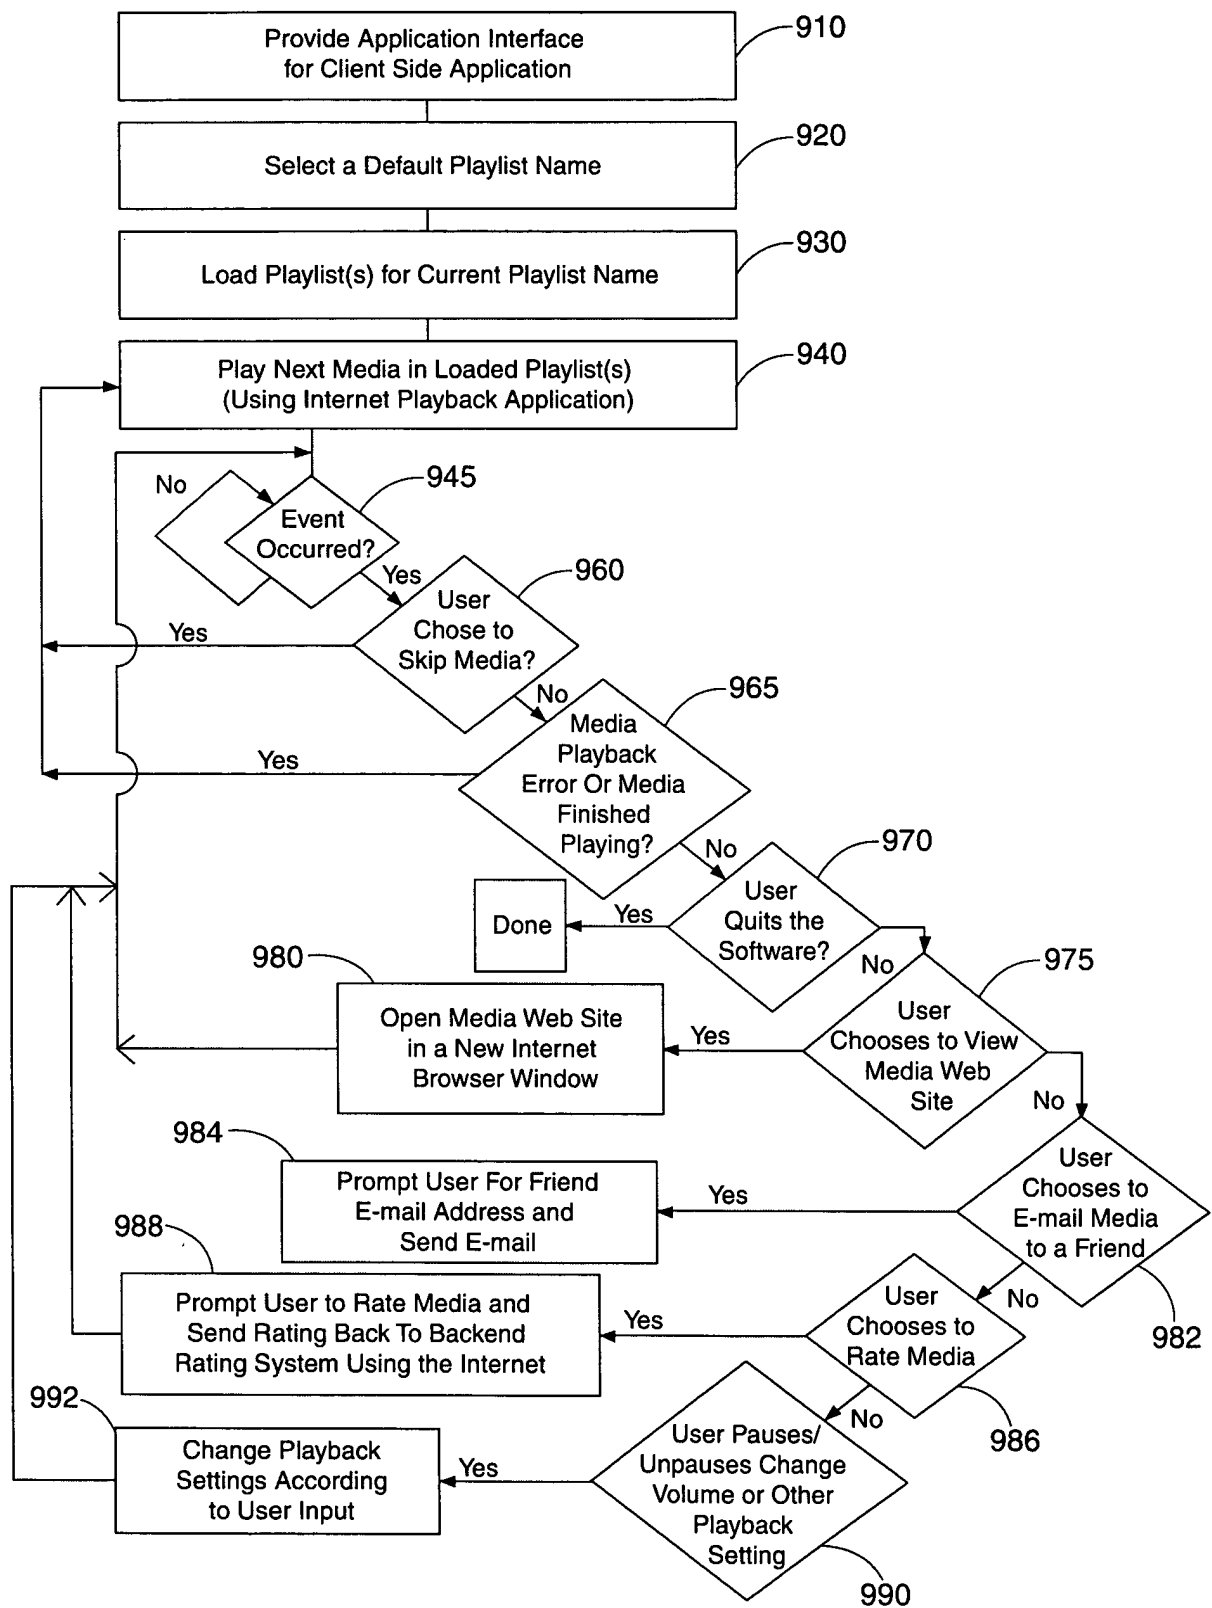 Provide Application Interface
for Client Side Application
910
Select a Default Playlist Name
920
Load Playlist(s) for Current Playlist Name
930
Play Next Media in Loaded Playlist(s)
(Using Internet Playback Application)
940
No
Event
Occurred?
945
Yes
User
Chose to
Skip Media?
960
Yes
No
Media
Playback
Error Or Media
Finished
Playing?
965
Yes
No
User
Quits the
Software?
970
Yes
Done
No
User
Chooses to View
Media Web
Site
975
Yes
Open Media Web Site
in a New Internet
Browser Window
980
No
User
Chooses to
E-mail Media
to a Friend
982
Yes
Prompt User For Friend
E-mail Address and
Send E-mail
984
No
User
Chooses to
Rate Media
986
Yes
Prompt User to Rate Media and
Send Rating Back To Backend
Rating System Using the Internet
988
No
User Pauses/
Unpauses Change
Volume or Other
Playback
Setting
990
Yes
Change Playback
Settings According
to User Input
992